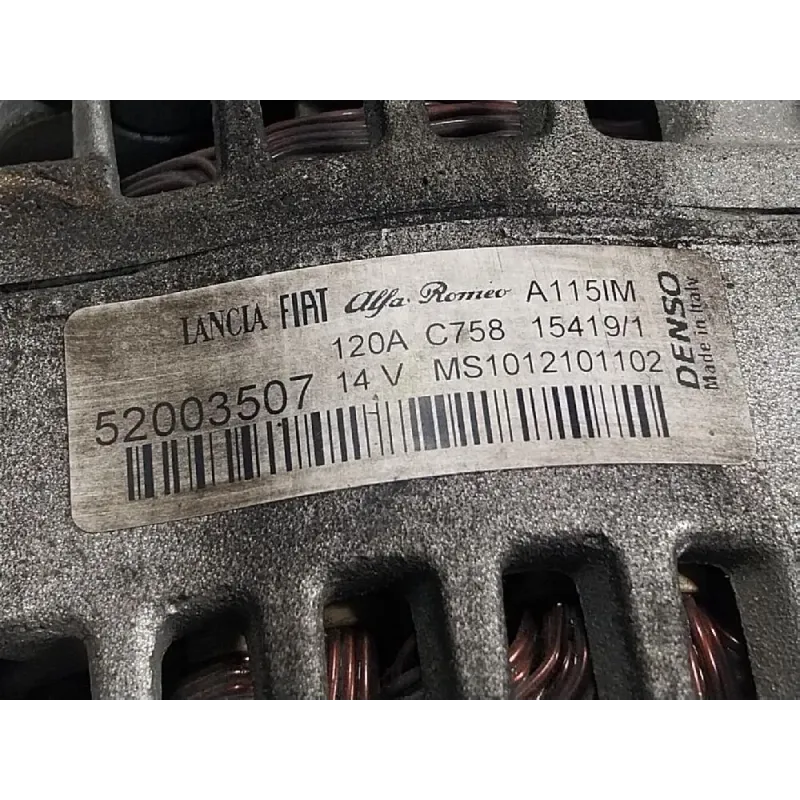 LANCIA FIAT Alfa Romeo A115IM
120A C758 15419/1
52003507 14 V MS1012101102
DENSO
Made in Italy